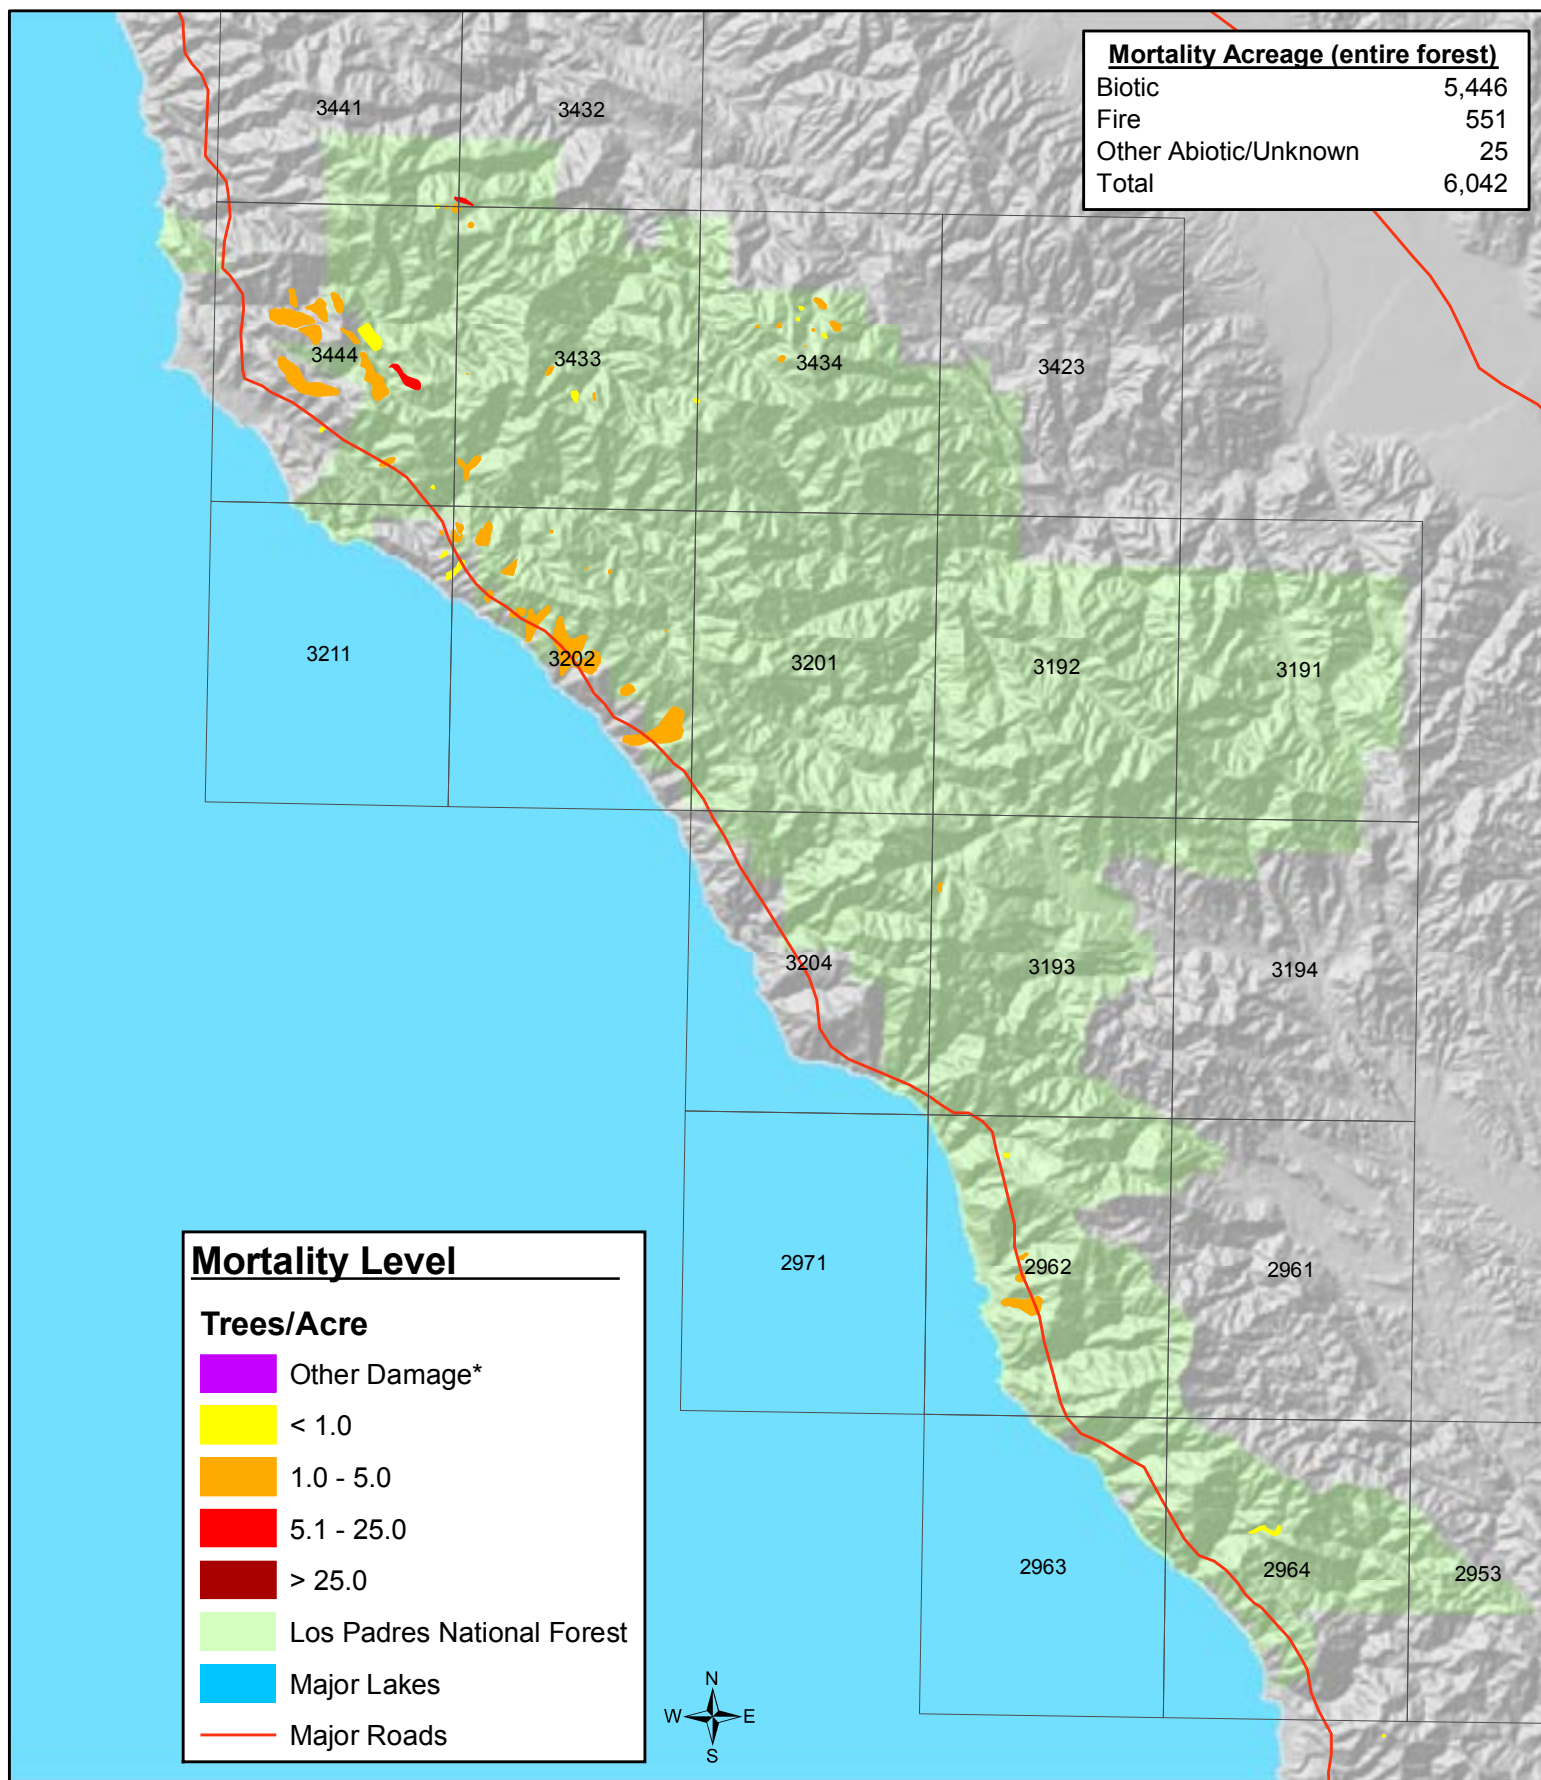 Mortality Acreage (entire forest)
Biotic 5,446
Fire 551
Other Abiotic/Unknown 25
Total 6,042
3441
3432
3444
3433
3434
3423
3211
3202
3201
3192
3191
3204
3193
3194
2971
2962
2961
2963
2964
2953
Mortality Level
Trees/Acre
Other Damage*
< 1.0
1.0 - 5.0
5.1 - 25.0
> 25.0
Los Padres National Forest
Major Lakes
Major Roads
N
W E
S